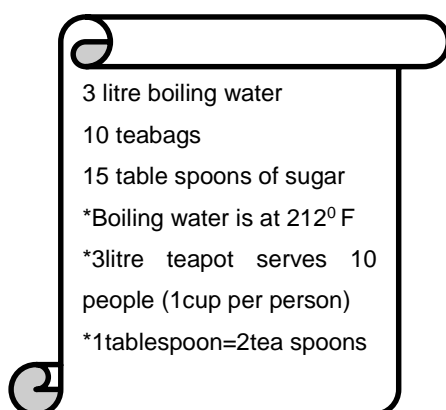 3 litre boiling water
10 teabags
15 table spoons of sugar
*Boiling water is at 212⁰ F
*3litre teapot serves 10
people (1cup per person)
*1tablespoon=2tea spoons